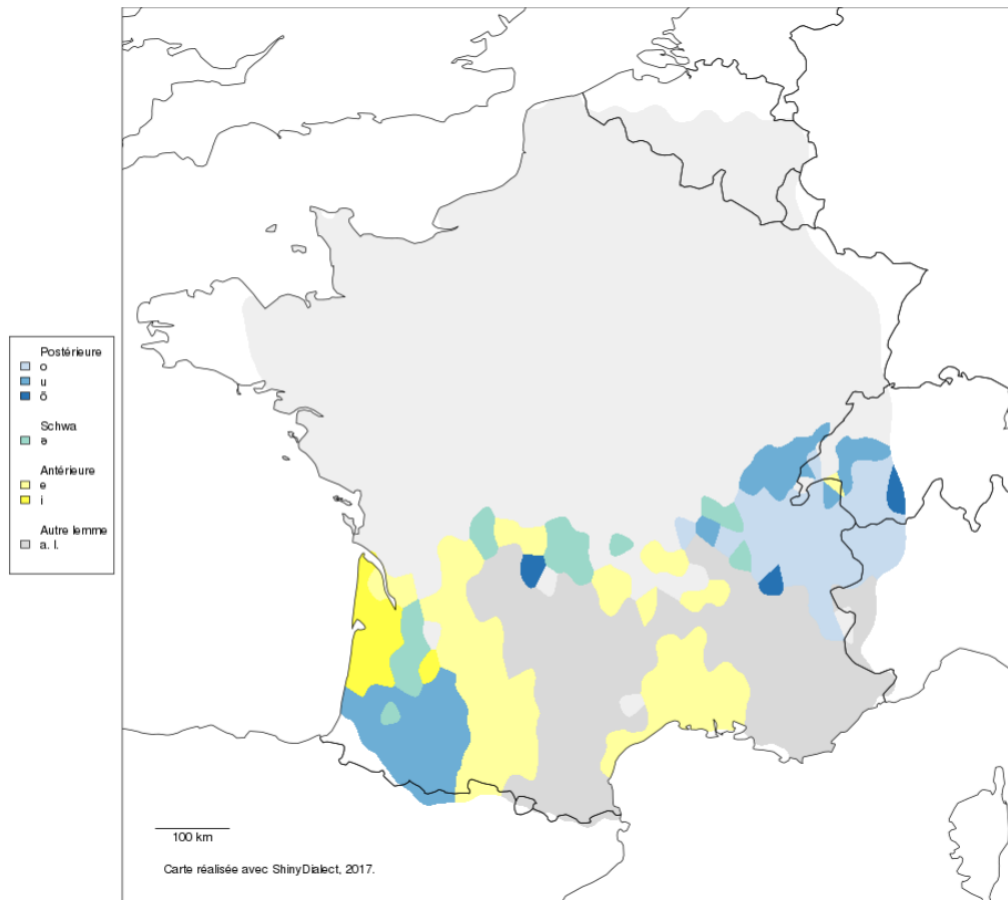 Postérieure
o
u
õ
Schwa
ə
Antérieure
e
i
Autre lemme
a. l.
100 km
Carte réalisée avec ShinyDialect, 2017.